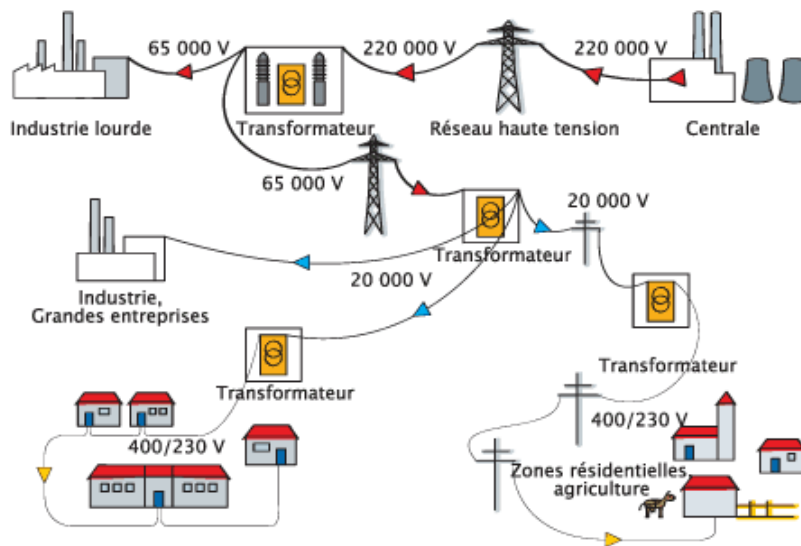 65 000 V
220 000 V
220 000 V
Industrie lourde
Transformateur
Réseau haute tension
Centrale
65 000 V
20 000 V
Transformateur
20 000 V
Industrie,
Grandes entreprises
Transformateur
Transformateur
400/230 V
400/230 V
Zones résidentielles,
agriculture